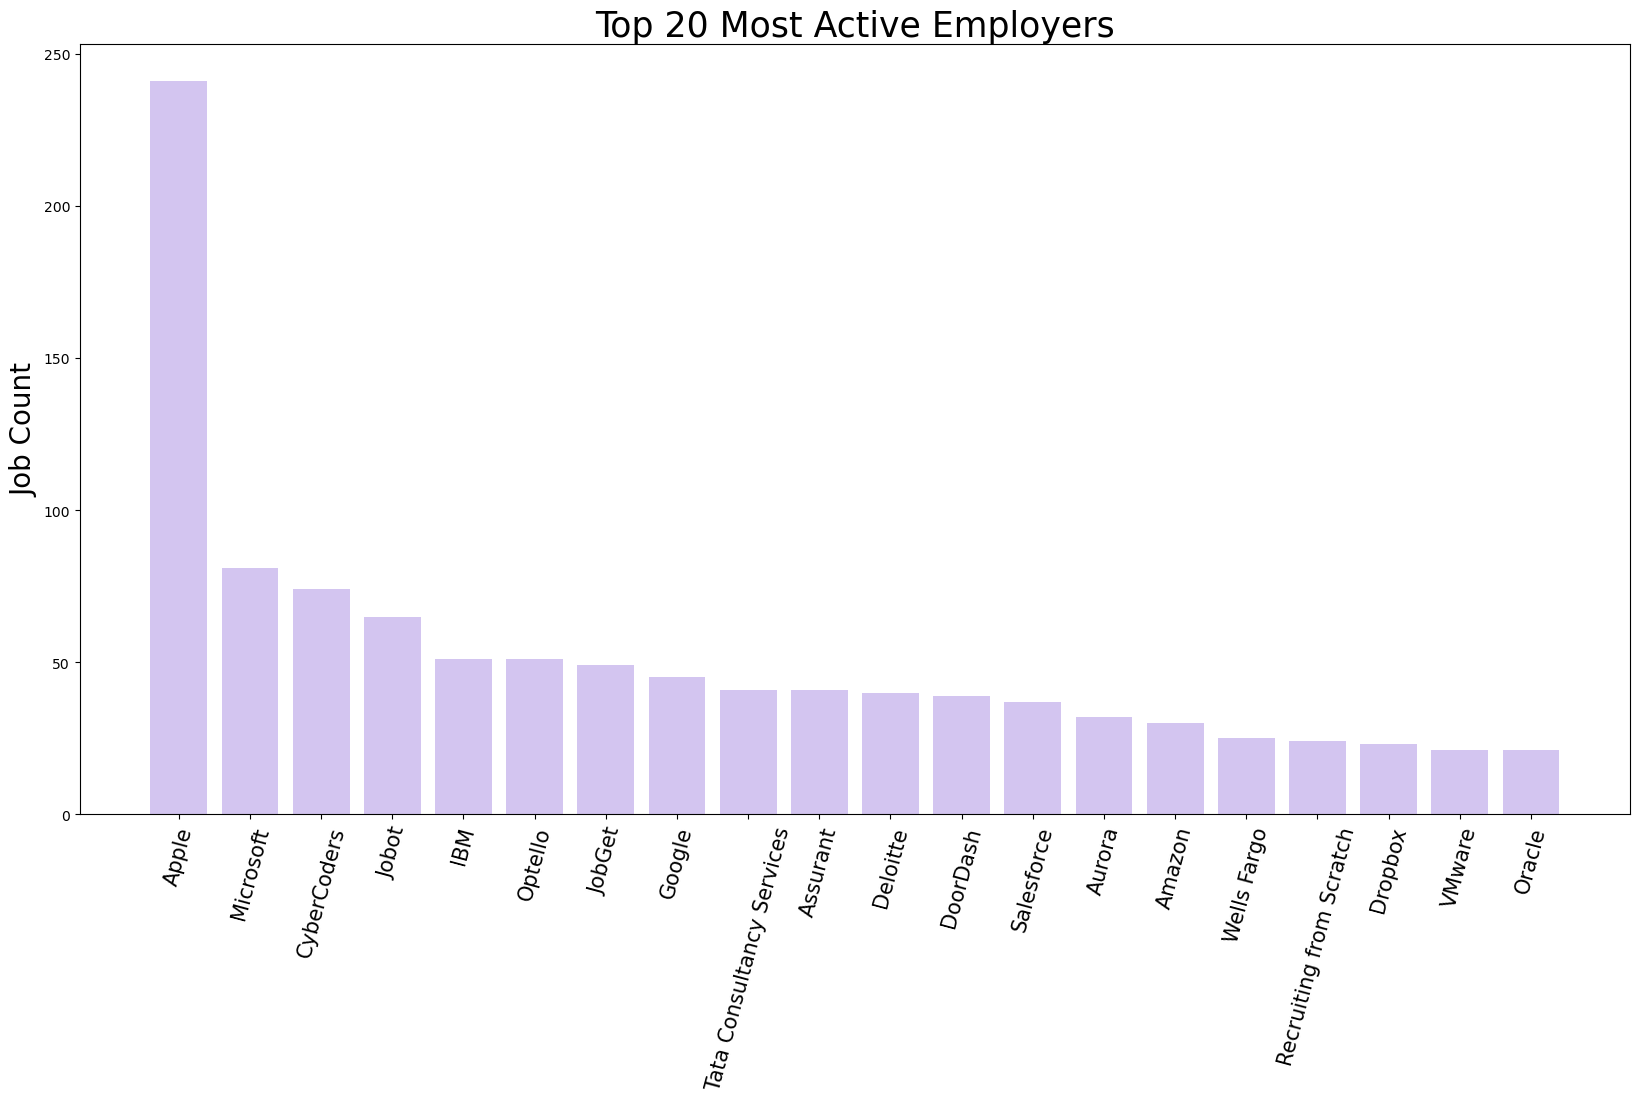 Top 20 Most Active Employers
Job Count
250
200
150
100
50
0
Apple
Microsoft
CyberCoders
Jobot
IBM
Optello
JobGet
Google
Tata Consultancy Services
Assurant
Deloitte
DoorDash
Salesforce
Aurora
Amazon
Wells Fargo
Recruiting from Scratch
Dropbox
VMware
Oracle